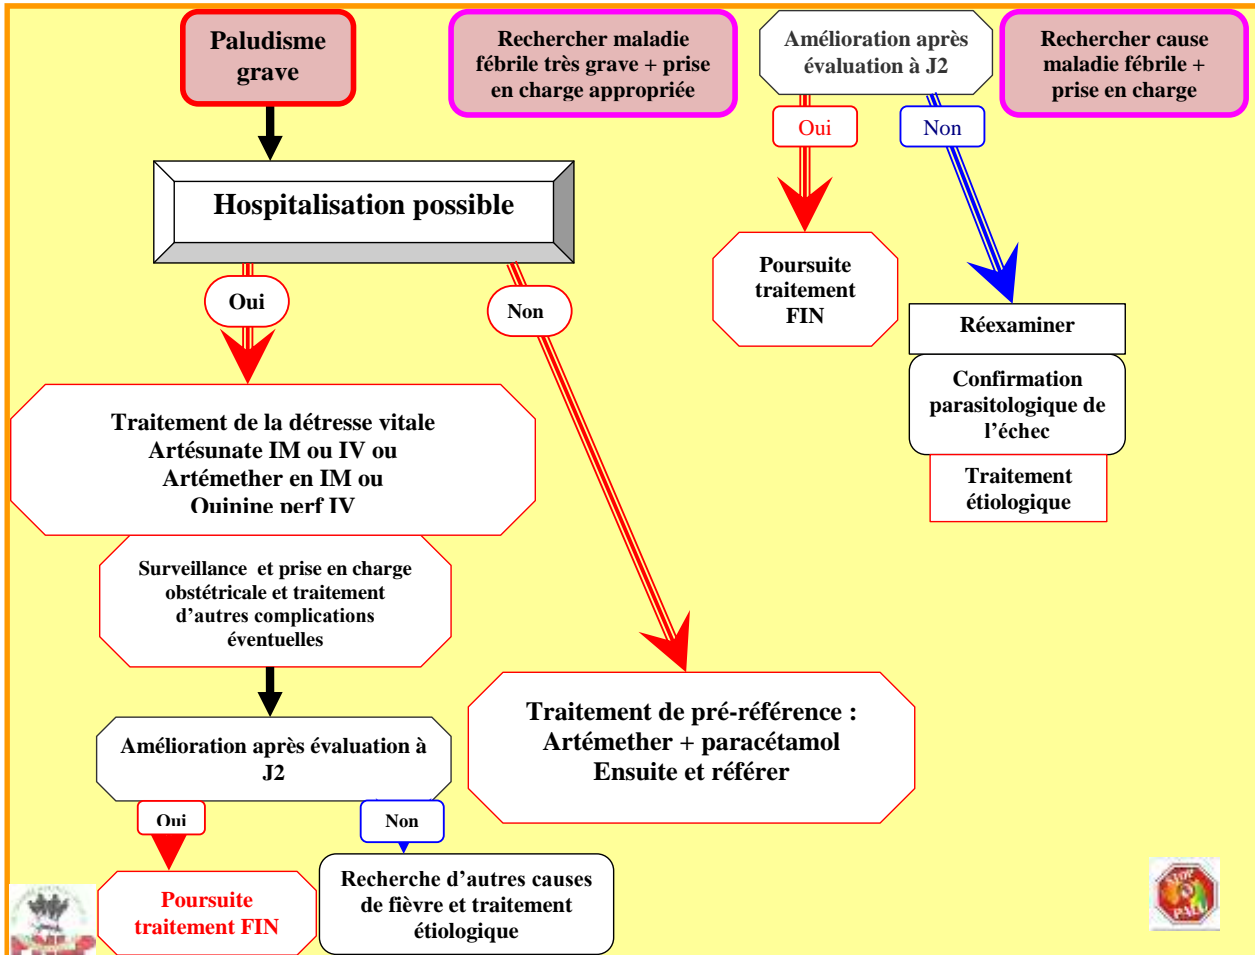 Paludisme
grave
Rechercher maladie
fébrile très grave + prise
en charge appropriée
Amélioration après
évaluation à J2
Rechercher cause
maladie fébrile +
prise en charge
Oui
Non
Hospitalisation possible
Poursuite
traitement
FIN
Oui
Non
Réexaminer
Confirmation
parasitologique de
l'échec
Traitement
étiologique
Traitement de la détresse vitale
Artésunate IM ou IV ou
Artémether en IM ou
Quinine perf IV
Surveillance et prise en charge
obstétricale et traitement
d'autres complications
éventuelles
Traitement de pré-référence :
Artémether + paracétamol
Ensuite et référer
Amélioration après évaluation à
J2
Oui
Non
Poursuite
traitement FIN
Recherche d'autres causes
de fièvre et traitement
étiologique